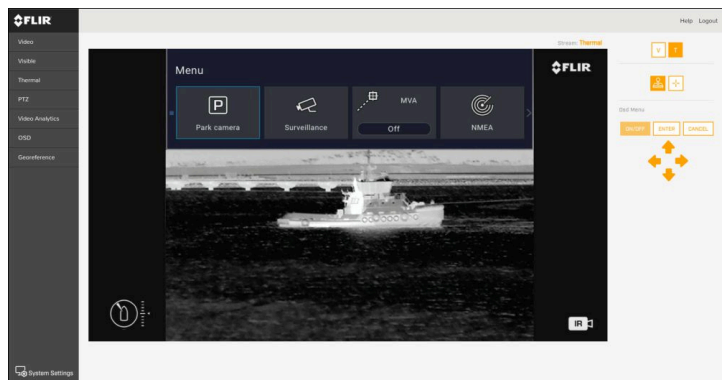 FLIR
Help Logout
Video
Visible
Thermal
PTZ
Video Analytics
OSD
Georeference
System Settings
Stream: Thermal
Menu
FLIR
P
Park camera
Surveillance
MVA
Off
NMEA
IR
V T
Osd Menu
ON/OFF ENTER CANCEL